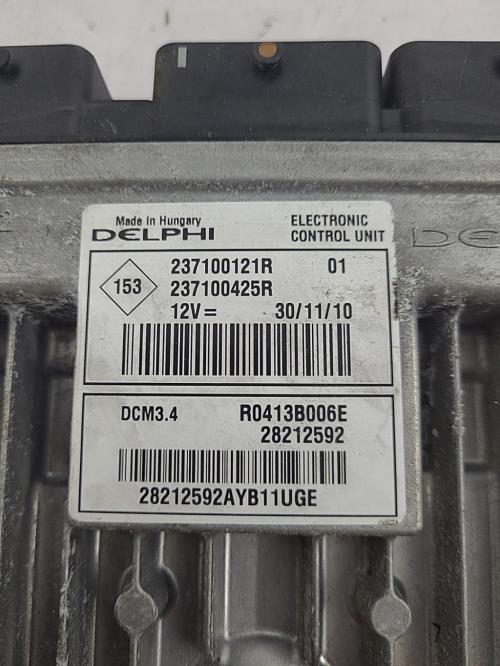 Made in Hungary
DELPHI
ELECTRONIC
CONTROL UNIT
153
237100121R 01
237100425R
12V= 30/11/10
DCM3.4 R0413B006E
28212592
28212592AYB11UGE